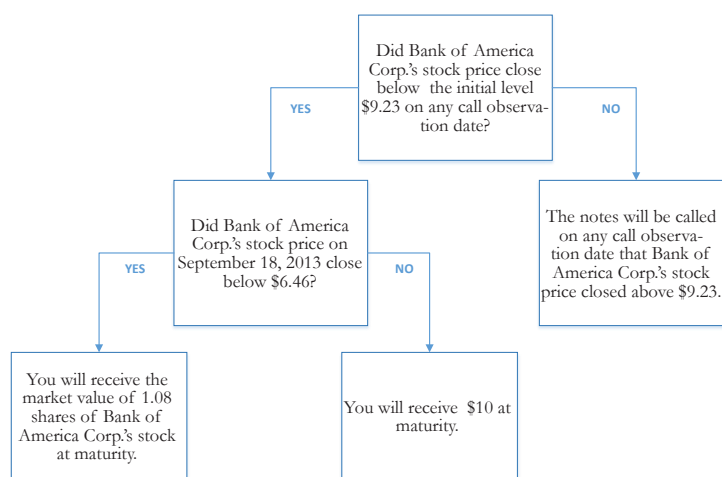 Did Bank of America
Corp.'s stock price close
below the initial level
$9.23 on any call observa-
tion date?
YES
NO
Did Bank of America
Corp.'s stock price on
September 18, 2013 close
below $6.46?
The notes will be called
on any call observa-
tion date that Bank of
America Corp.'s stock
price closed above $9.23.
YES
NO
You will receive the
market value of 1.08
shares of Bank of
America Corp.'s stock
at maturity.
You will receive $10 at
maturity.